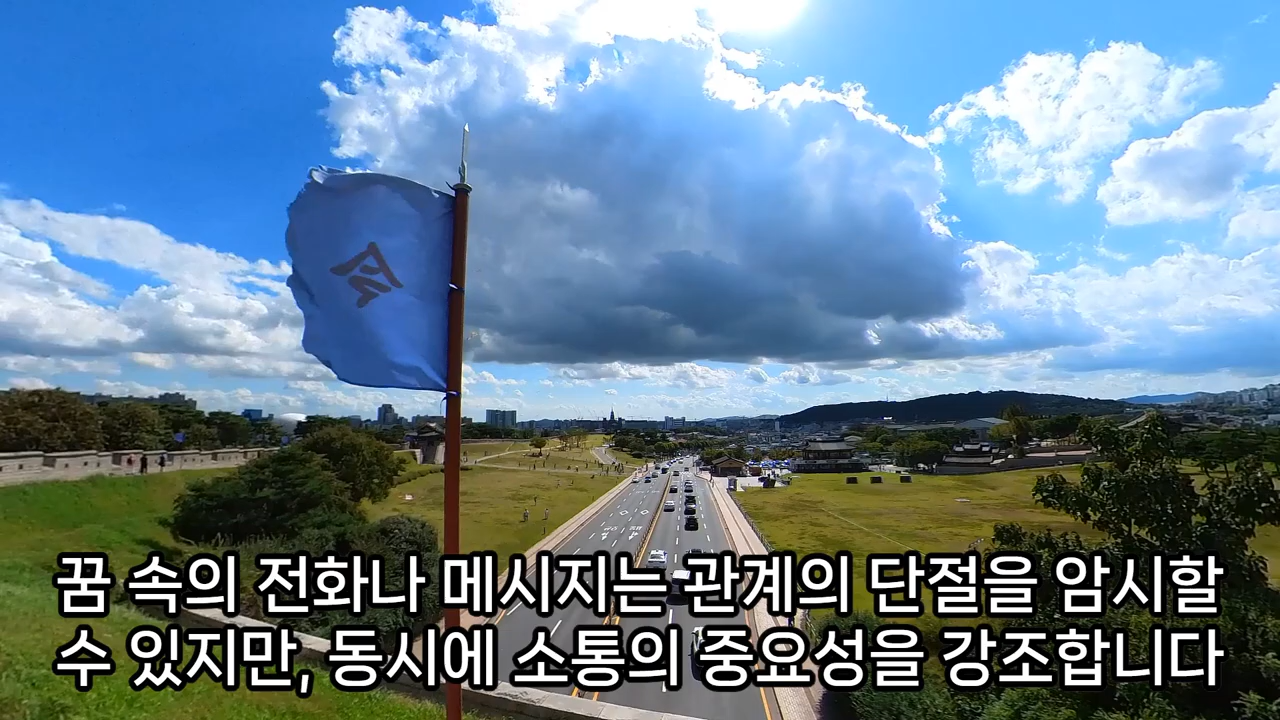 꿈 속의 전화나 메시지는 관계의 단절을 암시할
수 있지만, 동시에 소통의 중요성을 강조합니다